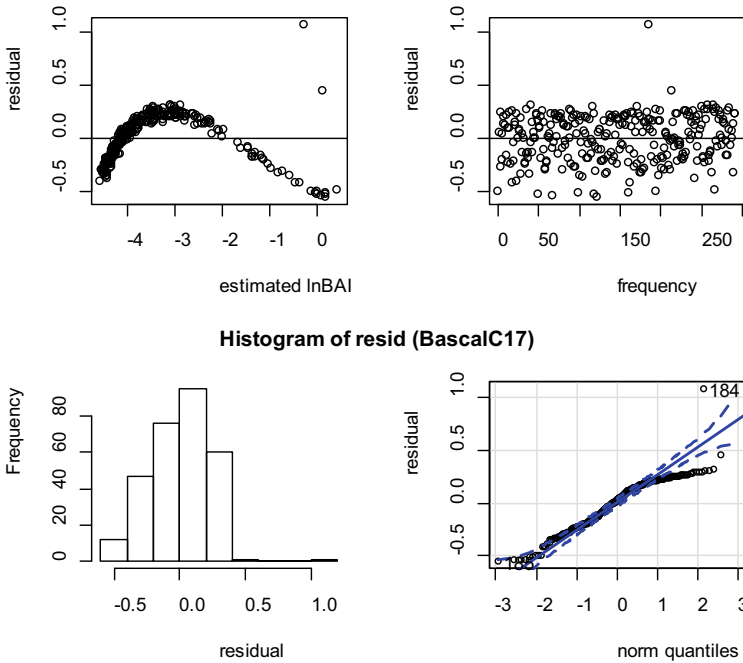 residual
1.0
0.5
0.0
-0.5
-4 -3 -2 -1 0
estimated lnBAI
residual
1.0
0.5
0.0
-0.5
0 50 150 250
frequency
Histogram of resid (BascalC17)
Frequency
80
60
40
20
0
-0.5 0.0 0.5 1.0
residual
residual
1.0
0.5
0.0
-0.5
184
-3 -2 -1 0 1 2 3
norm quantiles